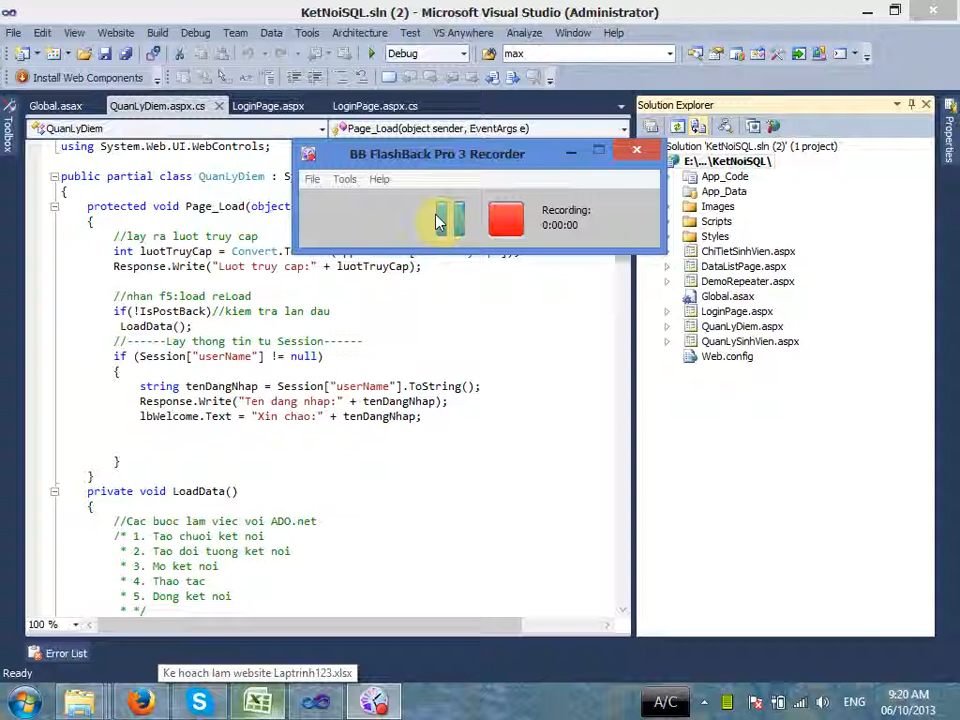 KetNoiSQL.sln (2) - Microsoft Visual Studio (Administrator)
File Edit View Website Build Debug Team Data Tools Architecture Test VS Anywhere Analyze Window Help
Debug max
Install Web Components
Global.asax QuanLyDiem.aspx.cs LoginPage.aspx LoginPage.aspx.cs
Solution Explorer
QuanLyDiem Page_Load(object sender, EventArgs e)
Toolbox
Properties
using System.Web.UI.WebControls;
public partial class QuanLyDiem : S
{
protected void Page_Load(object
{
//lay ra luot truy cap
int luotTruyCap = Convert.
Response.Write("Luot truy cap:" + luotTruyCap);
//nhan f5:load reLoad
if(!IsPostBack)//kiem tra lan dau
LoadData();
//------Lay thong tin tu Session------
if (Session["userName"] != null)
{
string tenDangNhap = Session["userName"].ToString();
Response.Write("Ten dang nhap:" + tenDangNhap);
lbWelcome.Text = "Xin chao:" + tenDangNhap;
}
}
private void LoadData()
{
//Cac buoc lam viec voi ADO.net
/* 1. Tao chuoi ket noi
* 2. Tao doi tuong ket noi
* 3. Mo ket noi
* 4. Thao tac
* 5. Dong ket noi
* */
BB FlashBack Pro 3 Recorder
File Tools Help
Recording:
0:00:00
Solution 'KetNoiSQL.sln (2)' (1 project)
E:\...\KetNoiSQL\
App_Code
App_Data
Images
Scripts
Styles
ChiTietSinhVien.aspx
DataListPage.aspx
DemoRepeater.aspx
Global.asax
LoginPage.aspx
QuanLyDiem.aspx
QuanLySinhVien.aspx
Web.config
100 %
Error List
Ready
Ke hoach lam website Laptrinh123.xlsx
A/C
ENG
9:20 AM
06/10/2013